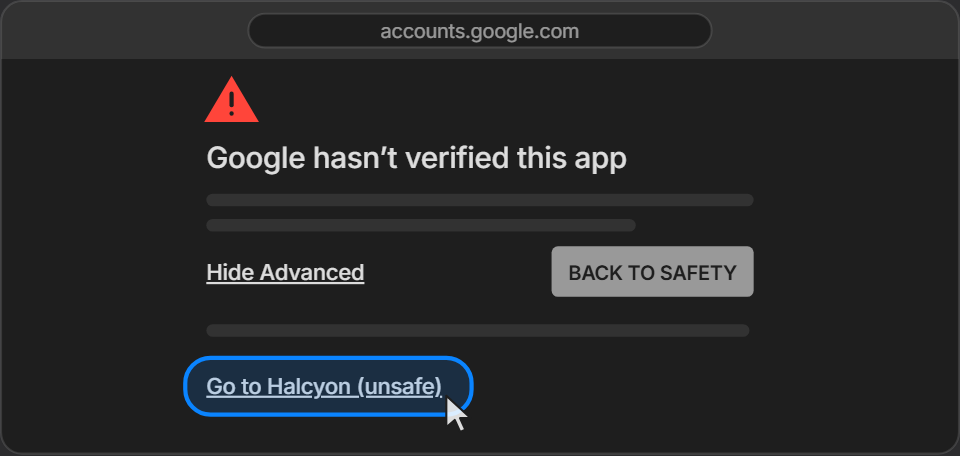 accounts.google.com
Google hasn’t verified this app
Hide Advanced
BACK TO SAFETY
Go to Halcyon (unsafe)